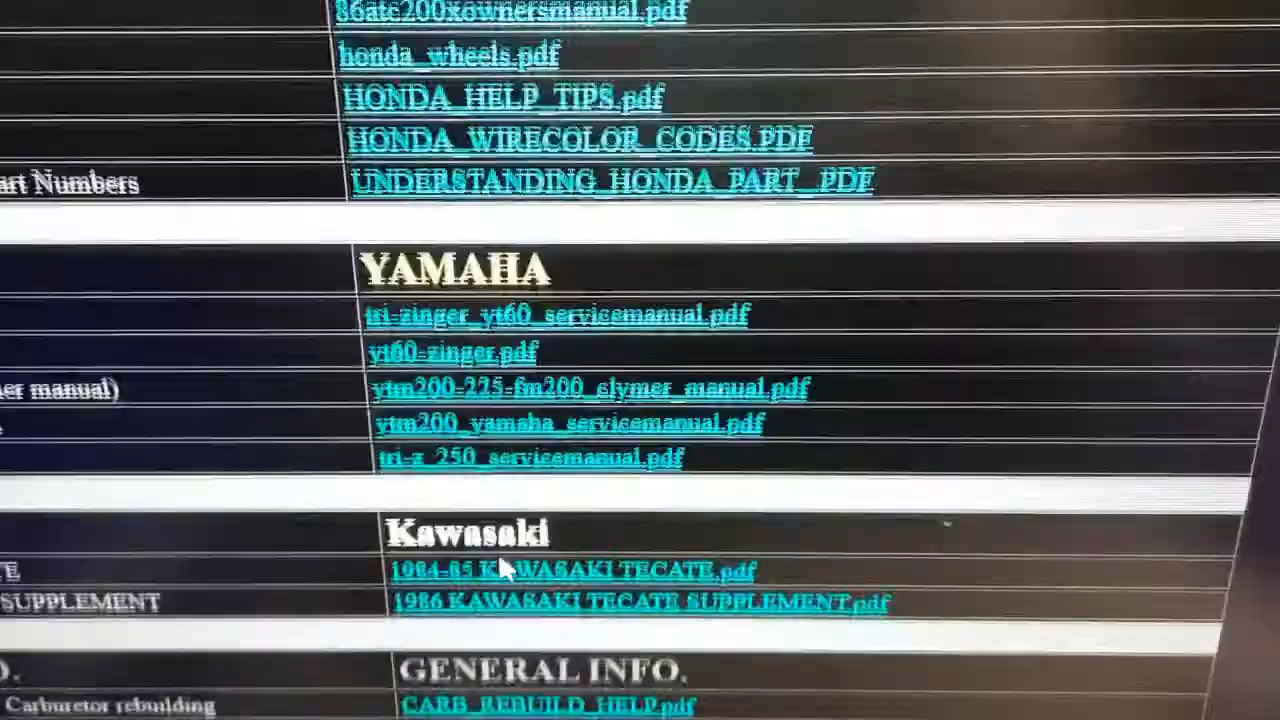 86atc200xownersmanual.pdf
honda_wheels.pdf
HONDA_HELP_TIPS.pdf
HONDA_WIRECOLOR_CODES.PDF
art Numbers UNDERSTANDING_HONDA_PART_.PDF
YAMAHA
tri-zinger_yt60_servicemanual.pdf
yt60-zinger.pdf
er manual) ytm200-225-fm200_clymer_manual.pdf
ytm200_yamaha_servicemanual.pdf
tri-z_250_servicemanual.pdf
Kawasaki
TE 1984-85 KAWASAKI TECATE.pdf
SUPPLEMENT 1986 KAWASAKI TECATE SUPPLEMENT.pdf
O. GENERAL INFO.
Carburetor rebuilding CARB_REBUILD_HELP.pdf